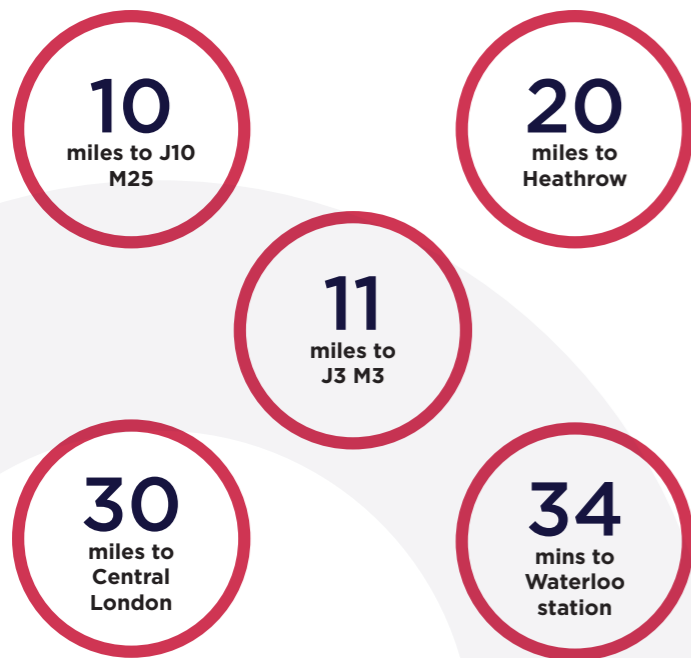 10
miles to J10
M25
20
miles to
Heathrow
11
miles to
J3 M3
30
miles to
Central
London
34
mins to
Waterloo
station